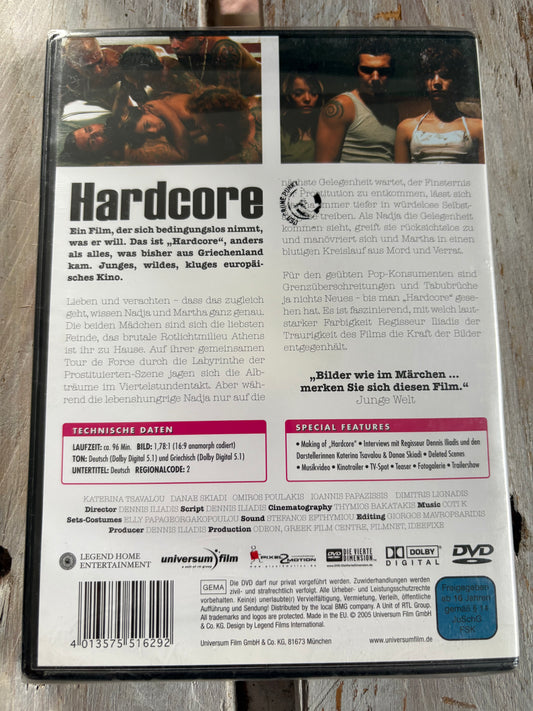 Hardcore
Ein Film, der sich bedingungslos nimmt,
was er will. Das ist „Hardcore“, anders
als alles, was bisher aus Griechenland
kam. Junges, wildes, kluges europäi-
sches Kino.
Lieben und verachten – dass das zugleich
geht, wissen Nadja und Martha ganz genau.
Die beiden Mädchen sind sich die liebsten
Feinde, das brutale Rotlichtmilieu Athens
ist ihr zu Hause. Auf ihrer gemeinsamen
Tour de Force durch die Labyrinthe der
Prostituierten-Szene jagen sich die Alb-
träume im Viertelstundentakt. Aber wäh-
rend die lebenshungrige Nadja nur auf die
nächste Gelegenheit wartet, der Finsternis
Prostitution zu entkommen, lässt sich
immer tiefer in würdelose Selbst-
treiben. Als Nadja die Gelegenheit
kommen sieht, greift sie rücksichtslos zu
und manövriert sich und Martha in einen
blutigen Kreislauf aus Mord und Verrat.
Für den geübten Pop-Konsumenten sind
Grenzüberschreitungen und Tabubrüche
ja nichts Neues - bis man „Hardcore“ gese-
hen hat. Es ist faszinierend, mit welch laut-
starker Farbigkeit Regisseur Iliadis der
Traurigkeit des Films die Kraft der Bilder
entgegenhält.
„Bilder wie im Märchen ...
merken Sie sich diesen Film.“
Junge Welt
TECHNISCHE DATEN
LAUFZEIT: ca. 96 Min. BILD: 1,78:1 (16:9 anamorph codiert)
TON: Deutsch (Dolby Digital 5.1) und Griechisch (Dolby Digital 5.1)
UNTERTITEL: Deutsch REGIONALCODE: 2
SPECIAL FEATURES
• Making of „Hardcore“ • Interviews mit Regisseur Dennis Iliadis und den
Darstellerinnen Katerina Tsavalou & Danae Skiadi • Deleted Scenes
• Musikvideo • Kinotrailer • TV-Spot • Teaser • Fotogalerie • Trailershow
KATERINA TSAVALOU DANAE SKIADI OMIROS POULAKIS IOANNIS PAPAZISSIS DIMITRIS LIGNADIS
Director DENNIS ILIADIS Script DENNIS ILIADIS Cinematography THYMIOS BAKATAKIS Music COTI K
Sets-Costumes ELLY PAPAGEORGAKOPOULOU Sound STEFANOS EFTHYMIOU Editing GIORGOS MAVROPSARIDIS
Producer DENNIS ILIADIS Production ODEON, GREEK FILM CENTRE, FILMNET, IDEEFIXE
LEGEND HOME
ENTERTAINMENT
universum film
PIXEL2MOTION
DVD DIE VIERTE
DIMENSION
DOLBY
DIGITAL
DVD
4 013575 516292
GEMA
Die DVD darf nur privat vorgeführt werden. Zuwiderhandlungen werden
zivil- und strafrechtlich verfolgt. Alle Urheber- und Leistungsschutzrechte
vorbehalten. Kein(e) unerlaubte(r) Vervielfältigung, Vermietung, Verleih, öffentliche
Aufführung und Sendung! Distributed by the local BMG company. A Unit of RTL Group.
All trademarks and logos are protected. Made in EU. © 2005 Universum Film GmbH
& Co. KG. Design by Legend Films International.
Universum Film GmbH & Co. KG, 81673 München
www.universumfilm.de
Freigegeben
ab 16 Jahren
gemäß § 14
JuSchG
FSK